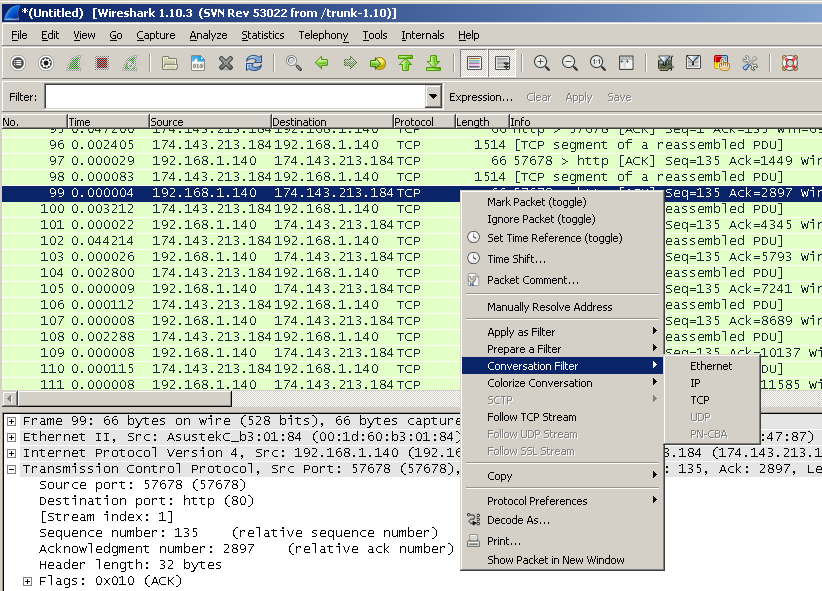 *(Untitled) [Wireshark 1.10.3 (SVN Rev 53022 from /trunk-1.10)]
File Edit View Go Capture Analyze Statistics Telephony Tools Internals Help
Filter: Expression... Clear Apply Save
No. Time Source Destination Protocol Length Info
95 0.047200 174.143.213.184 192.168.1.140 TCP 66 http > 57678 [ACK] Seq=1 Ack=135 Win=
96 0.002405 174.143.213.184 192.168.1.140 TCP 1514 [TCP segment of a reassembled PDU]
97 0.000029 192.168.1.140 174.143.213.184 TCP 66 57678 > http [ACK] Seq=135 Ack=1449 Win
98 0.000083 174.143.213.184 192.168.1.140 TCP 1514 [TCP segment of a reassembled PDU]
99 0.000004 192.168.1.140 174.143.213.184 TCP 66 57678 > http [ACK] Seq=135 Ack=2897 Win
100 0.003212 174.143.213.184 192.168.1.140 TCP eassembled PDU]
101 0.000022 192.168.1.140 174.143.213.184 TCP Seq=135 Ack=4345 Win
102 0.044214 174.143.213.184 192.168.1.140 TCP eassembled PDU]
103 0.000026 192.168.1.140 174.143.213.184 TCP Seq=135 Ack=5793 Win
104 0.002800 174.143.213.184 192.168.1.140 TCP eassembled PDU]
105 0.000009 192.168.1.140 174.143.213.184 TCP Seq=135 Ack=7241 Win
106 0.000112 174.143.213.184 192.168.1.140 TCP eassembled PDU]
107 0.000008 192.168.1.140 174.143.213.184 TCP Seq=135 Ack=8689 Win
108 0.002288 174.143.213.184 192.168.1.140 TCP eassembled PDU]
109 0.000008 192.168.1.140 174.143.213.184 TCP Seq=135 Ack=10137 Wi
110 0.000115 174.143.213.184 192.168.1.140 TCP
111 0.000008 192.168.1.140 174.143.213.184 TCP =11585 Wi
Mark Packet (toggle)
Ignore Packet (toggle)
Set Time Reference (toggle)
Time Shift...
Packet Comment...
Manually Resolve Address
Apply as Filter
Prepare a Filter
Conversation Filter
Colorize Conversation
SCTP
Follow TCP Stream
Follow UDP Stream
Follow SSL Stream
Copy
Protocol Preferences
Decode As...
Print...
Show Packet in New Window
Ethernet
IP
TCP
UDP
PN-CBA
Frame 99: 66 bytes on wire (528 bits), 66 bytes capture
Ethernet II, Src: AsustekC_b3:01:84 (00:1d:60:b3:01:84) :47:87)
Internet Protocol Version 4, Src: 192.168.1.140 (192.16 3.184 (174.143.21
Transmission Control Protocol, Src Port: 57678 (57678), : 135, Ack: 2897, Le
Source port: 57678 (57678)
Destination port: http (80)
[Stream index: 1]
Sequence number: 135 (relative sequence number)
Acknowledgment number: 2897 (relative ack number)
Header length: 32 bytes
Flags: 0x010 (ACK)